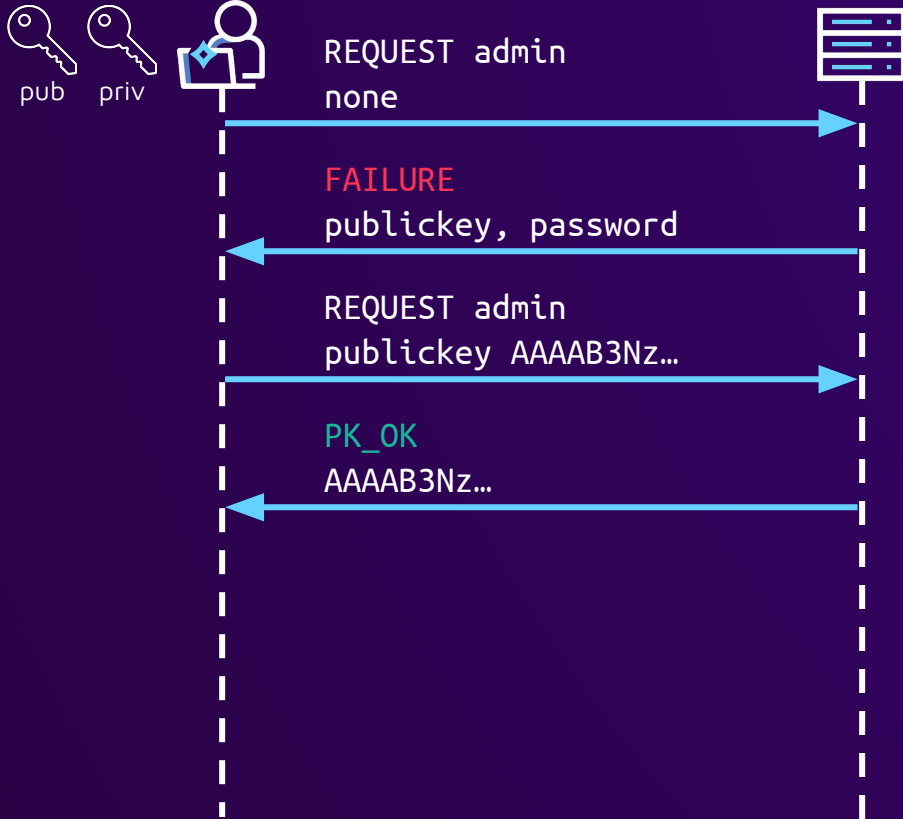 pub
priv
REQUEST admin
none
FAILURE
publickey, password
REQUEST admin
publickey AAAAB3Nz…
PK_OK
AAAAB3Nz…